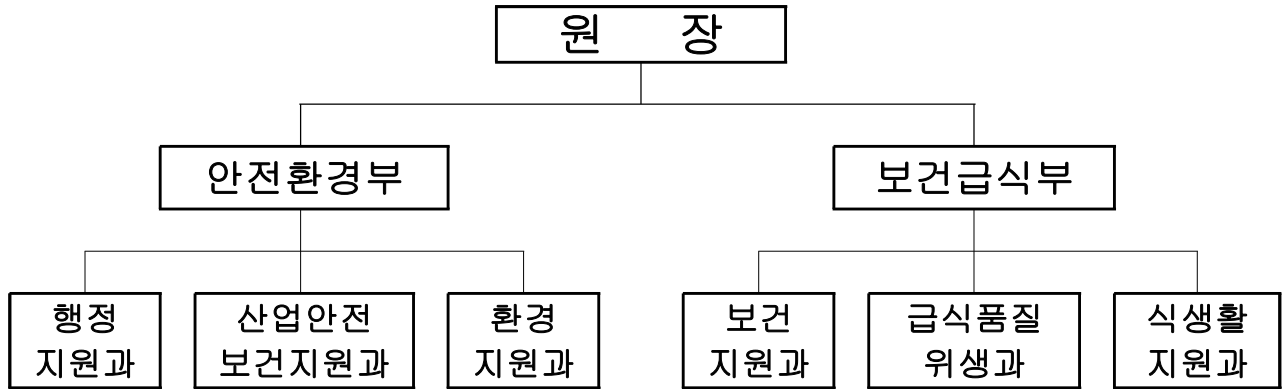 원 장
안전환경부
보건급식부
행정
지원과
산업안전
보건지원과
환경
지원과
보건
지원과
급식품질
위생과
식생활
지원과